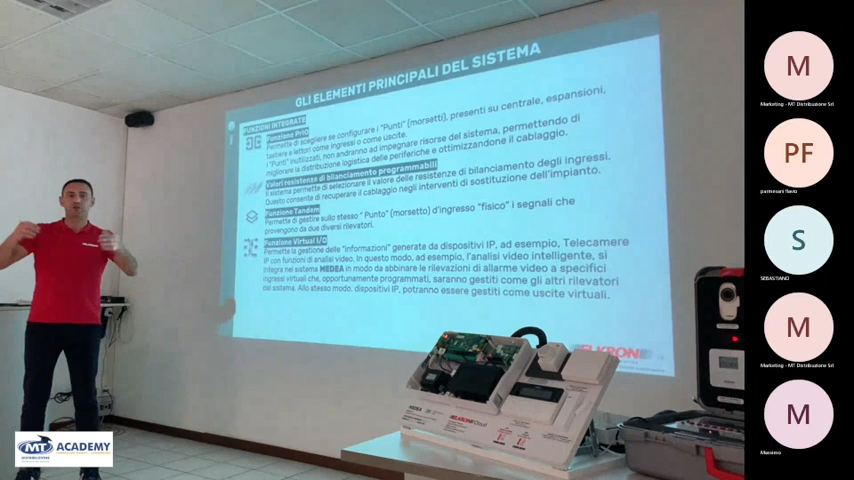 GLI ELEMENTI PRINCIPALI DEL SISTEMA
FUNZIONI INTEGRATE
Funzione PrIO
Permette di scegliere se configurare i "Punti" (morsetti), presenti su centrale, espansioni,
tastiere e lettori come ingressi o come uscite.
I "Punti" inutilizzati, non andranno ad impegnare risorse del sistema, permettendo di
migliorare la distribuzione logistica delle periferiche e ottimizzandone il cablaggio.
Valori resistenze di bilanciamento programmabili
Il sistema permette di selezionare il valore delle resistenze di bilanciamento degli ingressi.
Questo consente di recuperare il cablaggio negli interventi di sostituzione dell'impianto.
Funzione Tandem
Permette di gestire sullo stesso " Punto" (morsetto) d'ingresso "fisico" i segnali che
provengono da due diversi rilevatori.
Funzione Virtual I/O
Permette la gestione delle "informazioni" generate da dispositivi IP, ad esempio, Telecamere
IP con funzioni di analisi video. In questo modo, ad esempio, l'analisi video intelligente, si
integra nel sistema MEDEA in modo da abbinare le rilevazioni di allarme video a specifici
ingressi virtuali che, opportunamente programmati, saranno gestiti come gli altri rilevatori
del sistema. Allo stesso modo, dispositivi IP, potranno essere gestiti come uscite virtuali.
ELKRON
MEDEA
ELKRON Cloud
MT ACADEMY
DISTRIBUZIONE
M
Marketing - MT Distribuzione Srl
PF
parmesani flavio
S
SEBASTIANO
M
Marketing - MT Distribuzione Srl
M
Massimo